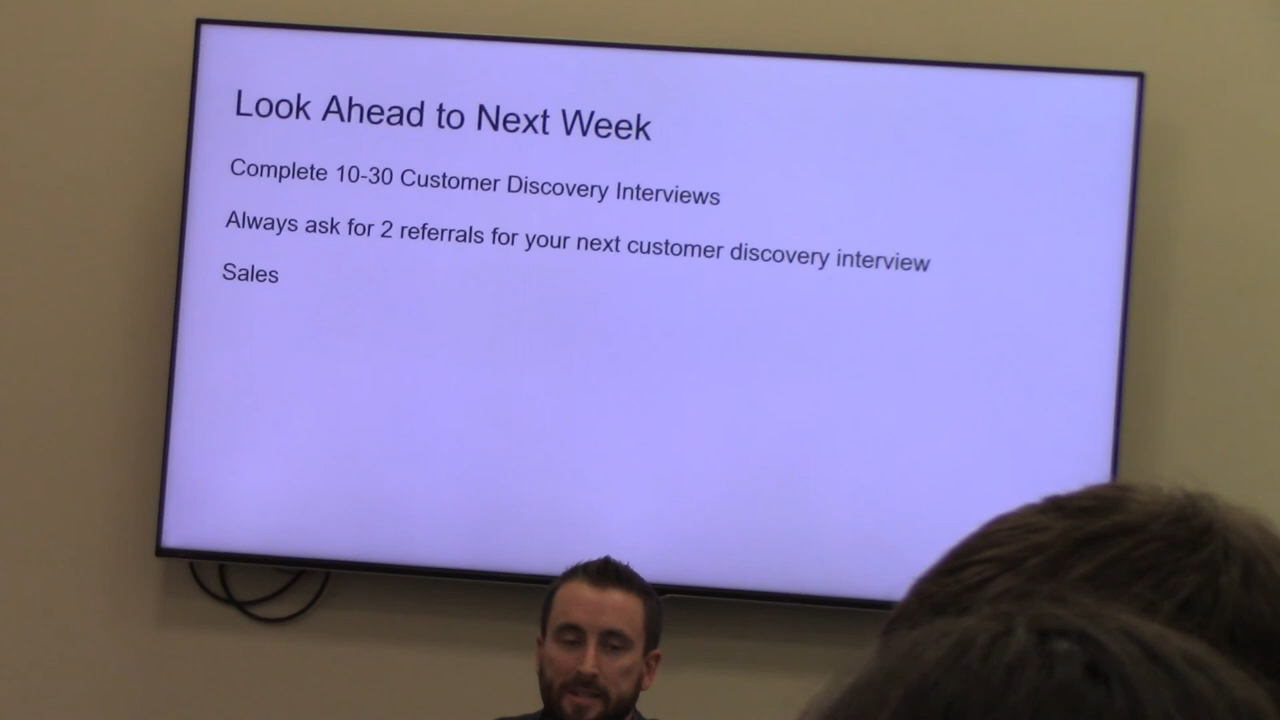 Look Ahead to Next Week
Complete 10-30 Customer Discovery Interviews
Always ask for 2 referrals for your next customer discovery interview
Sales